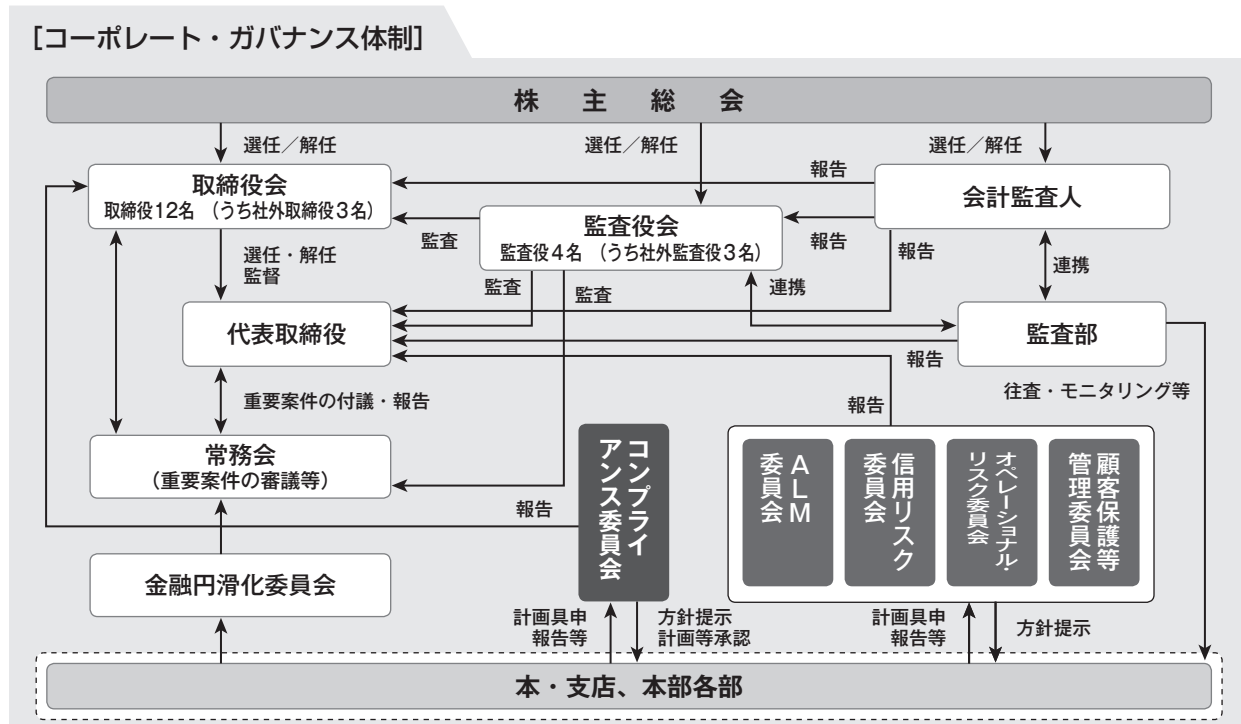 [コーポレート・ガバナンス体制]
株主総会
選任／解任
選任／解任
選任／解任
取締役会
取締役12名 (うち社外取締役3名)
報告
会計監査人
監査
監査役会
監査役4名 (うち社外監査役3名)
報告
報告
選任・解任
監督
監査
監査
連携
連携
代表取締役
監査部
報告
重要案件の付議・報告
報告
往査・モニタリング等
常務会
(重要案件の審議等)
報告
コンプライ
アンス委員会
ALM
委員会
信用リスク
委員会
オペレーショナル・
リスク委員会
顧客保護等
管理委員会
金融円滑化委員会
計画具申
報告等
方針提示
計画等承認
計画具申
報告等
方針提示
本・支店、本部各部